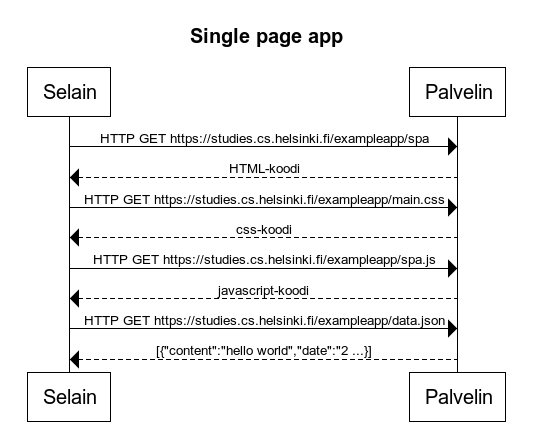 Single page app
Selain Palvelin
HTTP GET https://studies.cs.helsinki.fi/exampleapp/spa
HTML-koodi
HTTP GET https://studies.cs.helsinki.fi/exampleapp/main.css
css-koodi
HTTP GET https://studies.cs.helsinki.fi/exampleapp/spa.js
javascript-koodi
HTTP GET https://studies.cs.helsinki.fi/exampleapp/data.json
[{"content":"hello world","date":"2 ...}]
Selain Palvelin